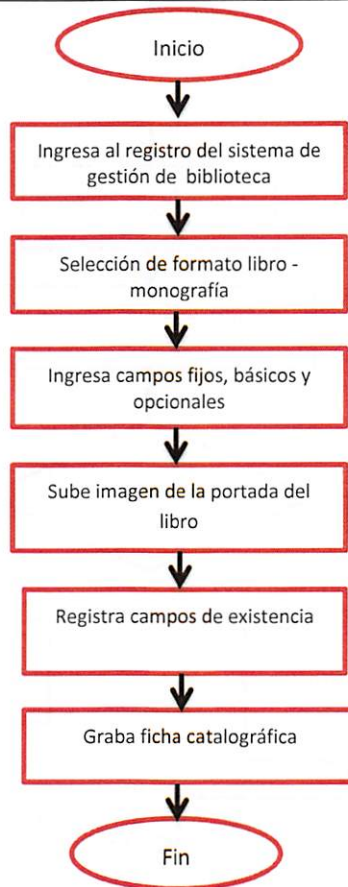 Inicio
Ingresa al registro del sistema de
gestión de biblioteca
Selección de formato libro -
monografía
Ingresa campos fijos, básicos y
opcionales
Sube imagen de la portada del
libro
Registra campos de existencia
Graba ficha catalográfica
Fin